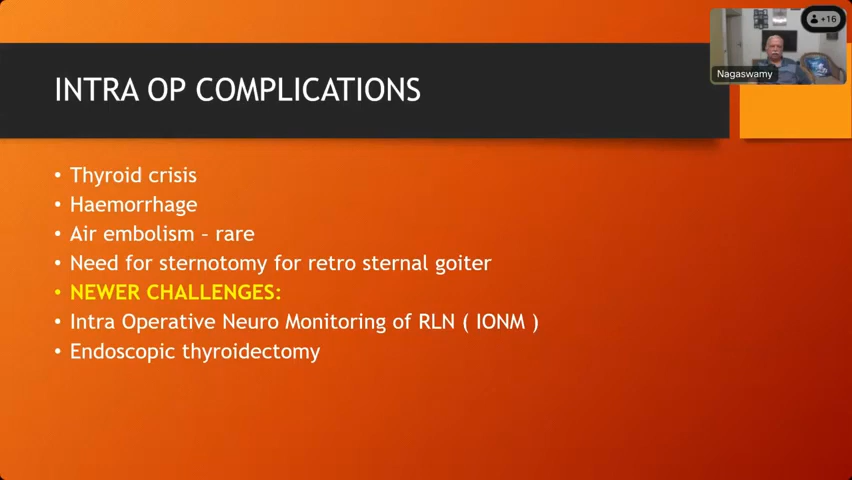 +16
Nagaswamy
INTRA OP COMPLICATIONS
• Thyroid crisis
• Haemorrhage
• Air embolism – rare
• Need for sternotomy for retro sternal goiter
• NEWER CHALLENGES:
• Intra Operative Neuro Monitoring of RLN ( IONM )
• Endoscopic thyroidectomy